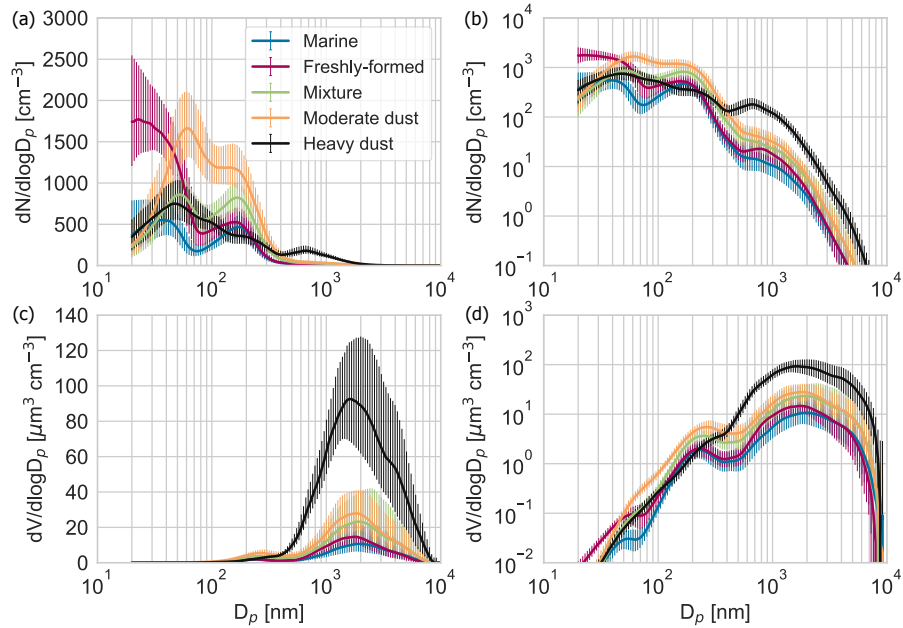 (a)
3000
2500
2000
1500
1000
500
0
dN/dlogDₚ [cm⁻³]
10¹ 10² 10³ 10⁴
Marine
Freshly-formed
Mixture
Moderate dust
Heavy dust
(b)
10⁴
10³
10²
10¹
10⁰
10⁻¹
dN/dlogDₚ [cm⁻³]
10¹ 10² 10³ 10⁴
(c)
140
120
100
80
60
40
20
0
dV/dlogDₚ [μm³ cm⁻³]
10¹ 10² 10³ 10⁴
Dₚ [nm]
(d)
10³
10²
10¹
10⁰
10⁻¹
10⁻²
dV/dlogDₚ [μm³ cm⁻³]
10¹ 10² 10³ 10⁴
Dₚ [nm]